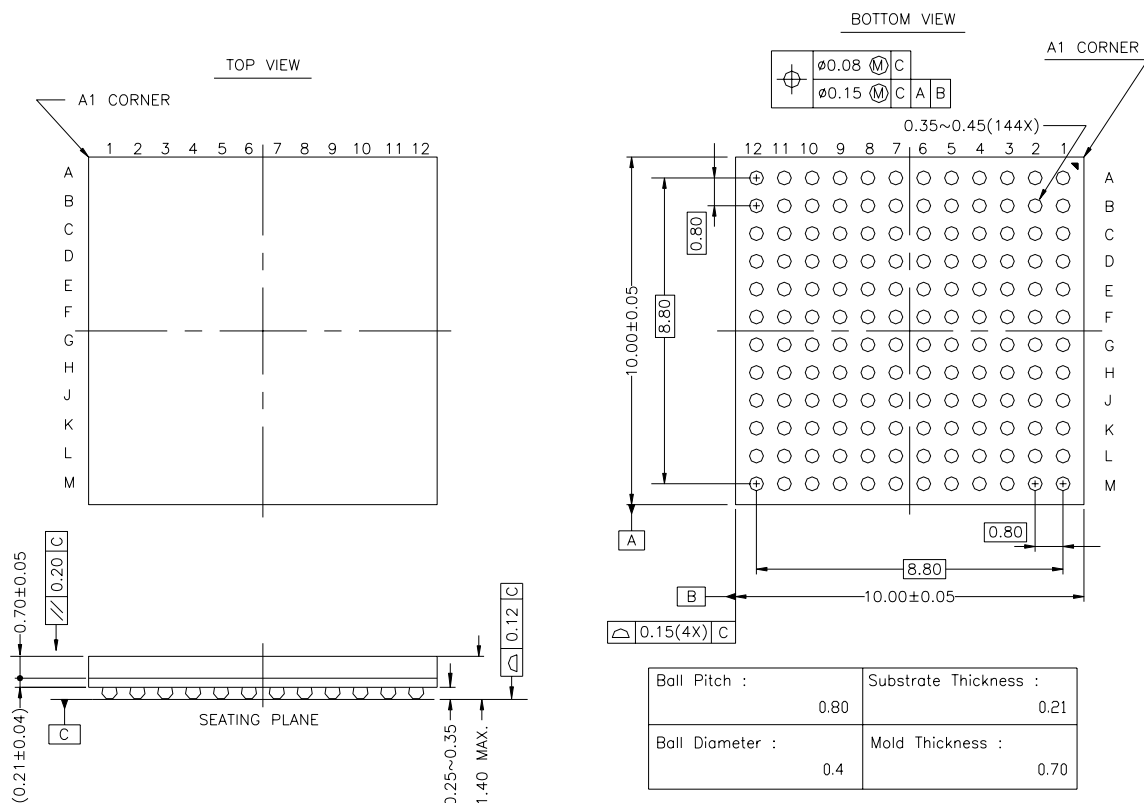 BOTTOM VIEW
A1 CORNER
TOP VIEW
A1 CORNER
⌀0.08 Ⓜ C
⌀0.15 Ⓜ C A B
0.35~0.45(144X)
1 2 3 4 5 6 7 8 9 10 11 12
A
B
C
D
E
F
G
H
J
K
L
M
12 11 10 9 8 7 6 5 4 3 2 1
A
B
C
D
E
F
G
H
J
K
L
M
0.80
8.80
10.00±0.05
A
0.80
8.80
B
10.00±0.05
0.15(4X) C
0.70±0.05
// 0.20 C
0.12 C
(0.21±0.04)
C
SEATING PLANE
0.25~0.35
1.40 MAX.
Ball Pitch :
0.80
Substrate Thickness :
0.21
Ball Diameter :
0.4
Mold Thickness :
0.70